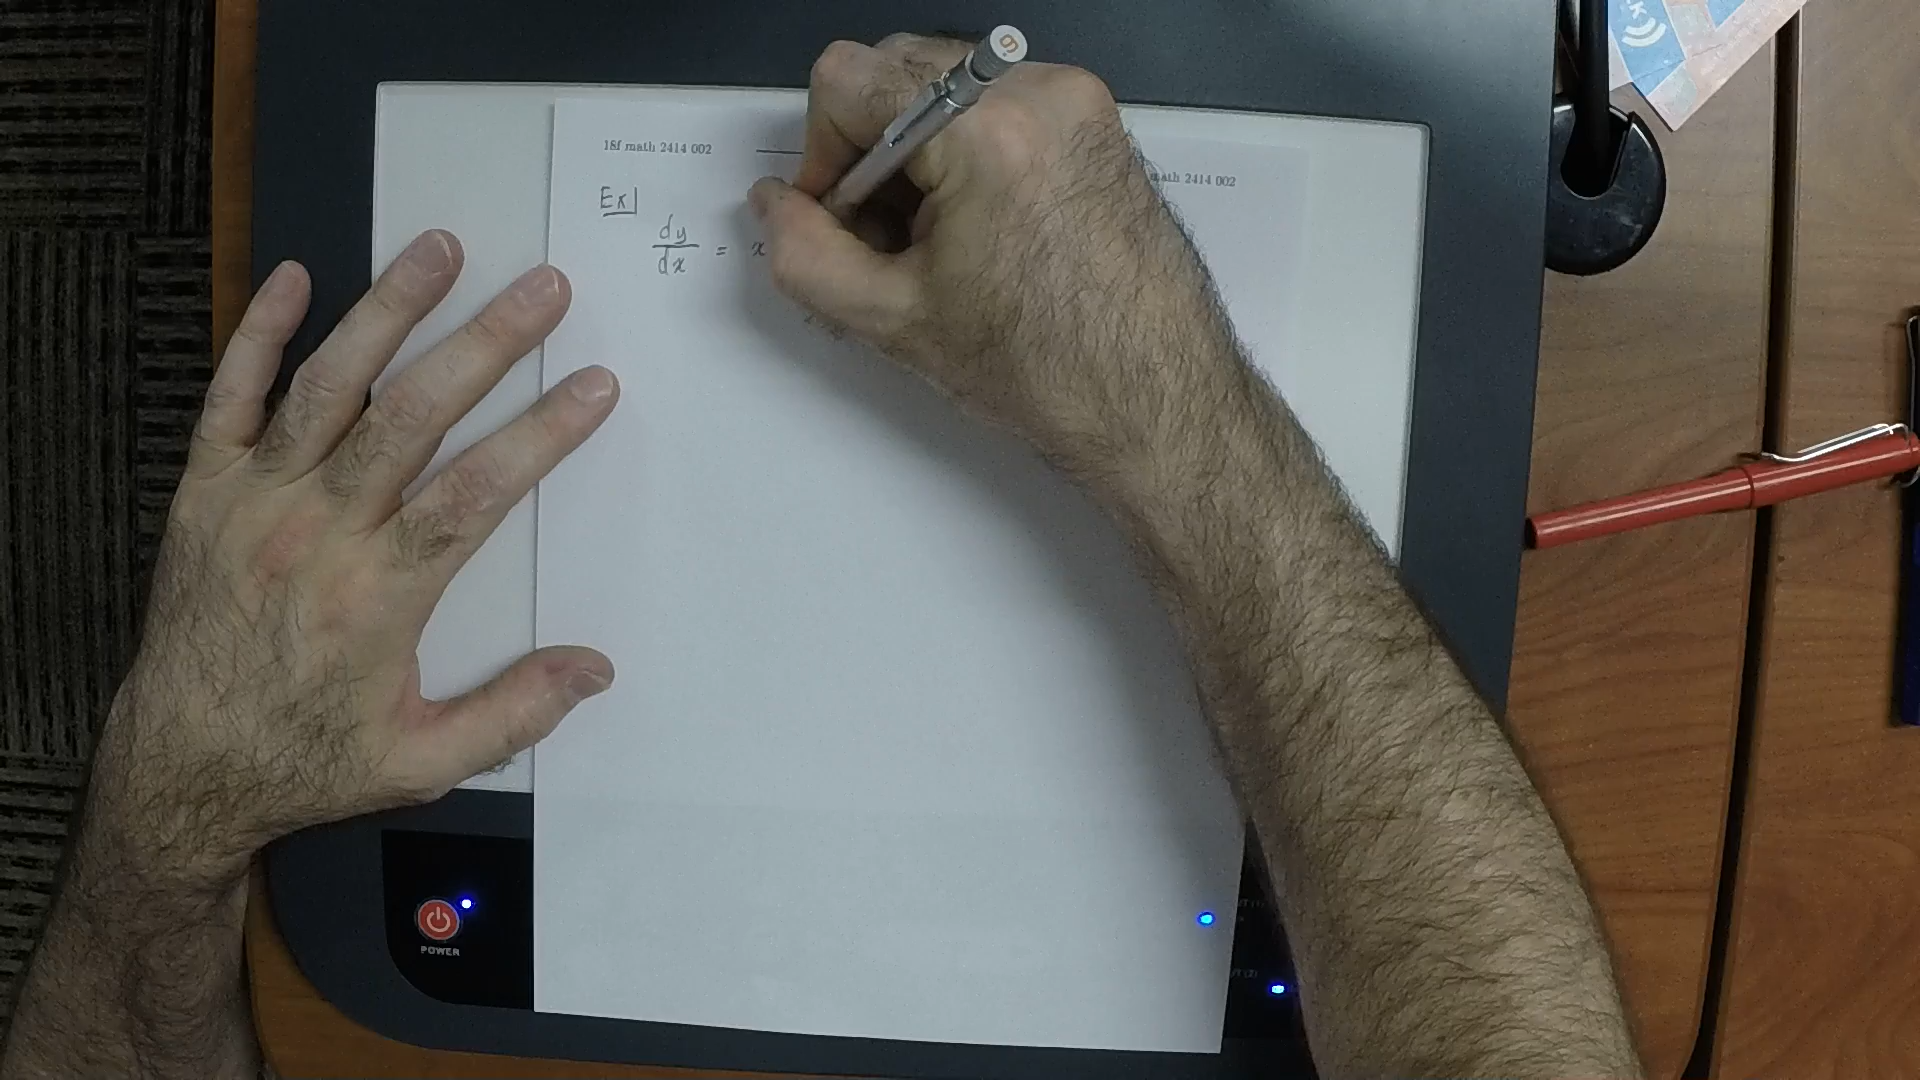 18f math 2414 002
math 2414 002
Ex|
dy
dx = x
POWER